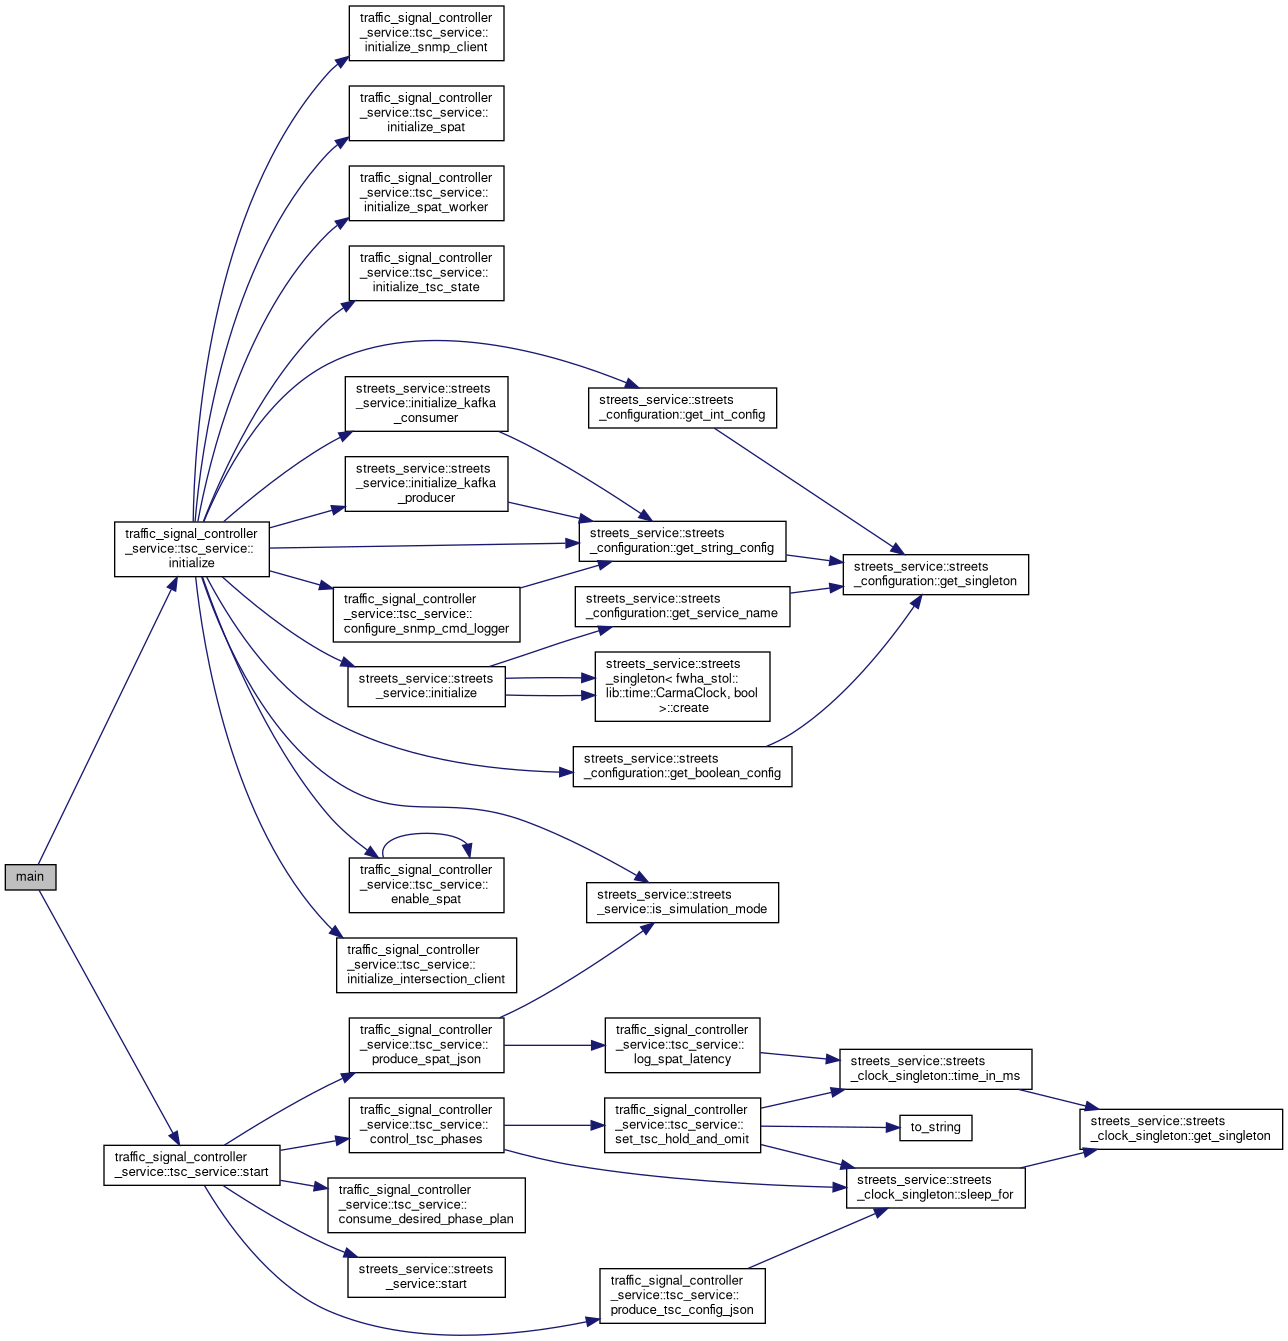 traffic_signal_controller
_service::tsc_service::
initialize_snmp_client
traffic_signal_controller
_service::tsc_service::
initialize_spat
traffic_signal_controller
_service::tsc_service::
initialize_spat_worker
traffic_signal_controller
_service::tsc_service::
initialize_tsc_state
streets_service::streets
_service::initialize_kafka
_consumer
streets_service::streets
_configuration::get_int_config
streets_service::streets
_service::initialize_kafka
_producer
traffic_signal_controller
_service::tsc_service::
initialize
streets_service::streets
_configuration::get_string_config
streets_service::streets
_configuration::get_singleton
traffic_signal_controller
_service::tsc_service::
configure_snmp_cmd_logger
streets_service::streets
_configuration::get_service_name
streets_service::streets
_service::initialize
streets_service::streets
_singleton< fwha_stol::
lib::time::CarmaClock, bool
>::create
streets_service::streets
_configuration::get_boolean_config
main
traffic_signal_controller
_service::tsc_service::
enable_spat
streets_service::streets
_service::is_simulation_mode
traffic_signal_controller
_service::tsc_service::
initialize_intersection_client
traffic_signal_controller
_service::tsc_service::
produce_spat_json
traffic_signal_controller
_service::tsc_service::
log_spat_latency
streets_service::streets
_clock_singleton::time_in_ms
traffic_signal_controller
_service::tsc_service::
control_tsc_phases
traffic_signal_controller
_service::tsc_service::
set_tsc_hold_and_omit
to_string
streets_service::streets
_clock_singleton::get_singleton
traffic_signal_controller
_service::tsc_service::start
traffic_signal_controller
_service::tsc_service::
consume_desired_phase_plan
streets_service::streets
_clock_singleton::sleep_for
streets_service::streets
_service::start
traffic_signal_controller
_service::tsc_service::
produce_tsc_config_json